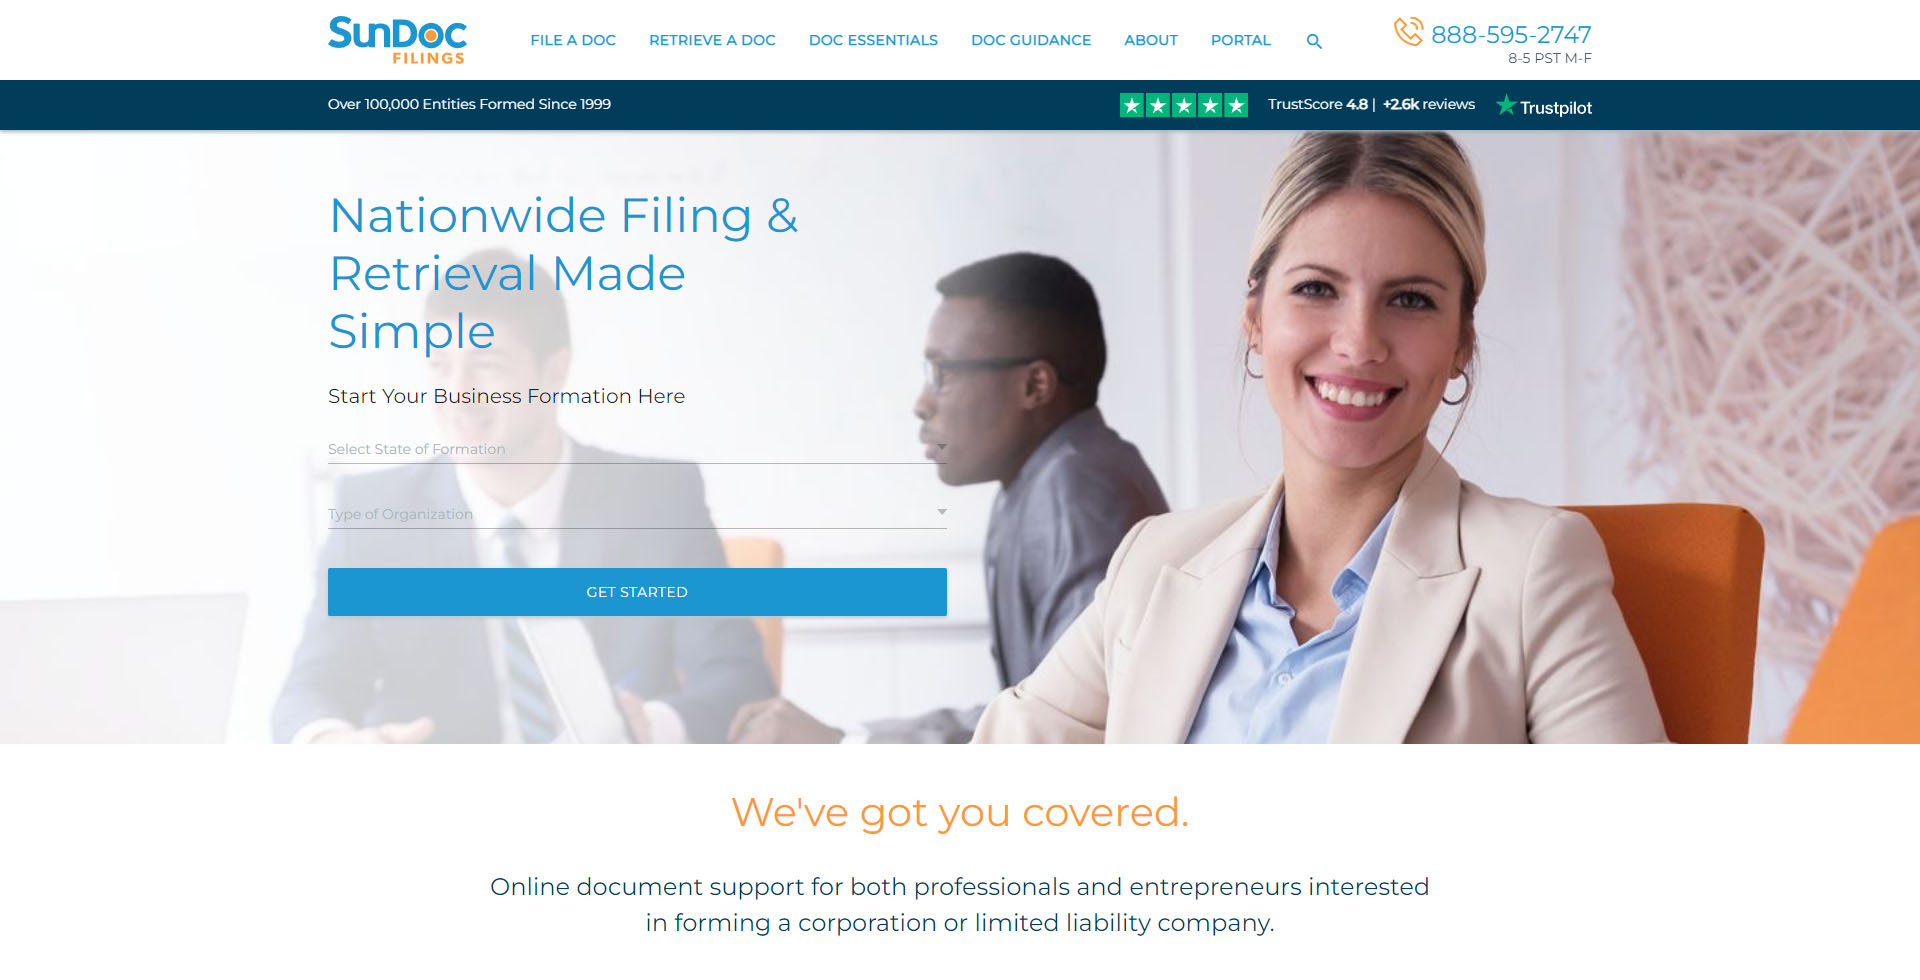 SunDoc
FILINGS
FILE A DOC
RETRIEVE A DOC
DOC ESSENTIALS
DOC GUIDANCE
ABOUT
PORTAL
888-595-2747
8-5 PST M-F
Over 100,000 Entities Formed Since 1999
TrustScore 4.8 | +2.6k reviews
Trustpilot
Nationwide Filing &
Retrieval Made
Simple
Start Your Business Formation Here
Select State of Formation
Type of Organization
GET STARTED
We've got you covered.
Online document support for both professionals and entrepreneurs interested
in forming a corporation or limited liability company.